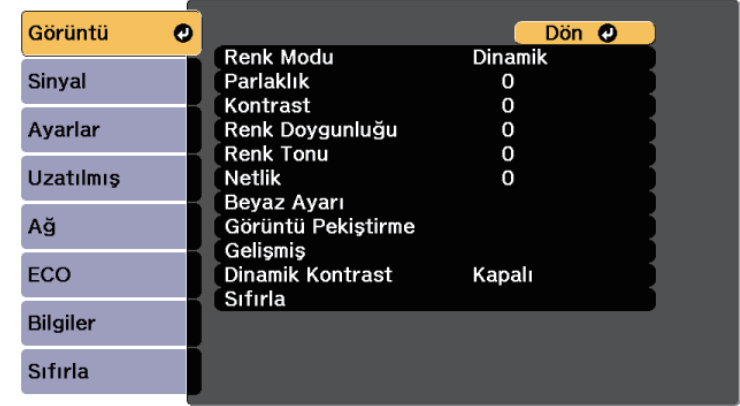 Görüntü
Sinyal
Ayarlar
Uzatılmış
Ağ
ECO
Bilgiler
Sıfırla
Dön
Renk Modu Dinamik
Parlaklık 0
Kontrast 0
Renk Doygunluğu 0
Renk Tonu 0
Netlik 0
Beyaz Ayarı
Görüntü Pekiştirme
Gelişmiş
Dinamik Kontrast Kapalı
Sıfırla